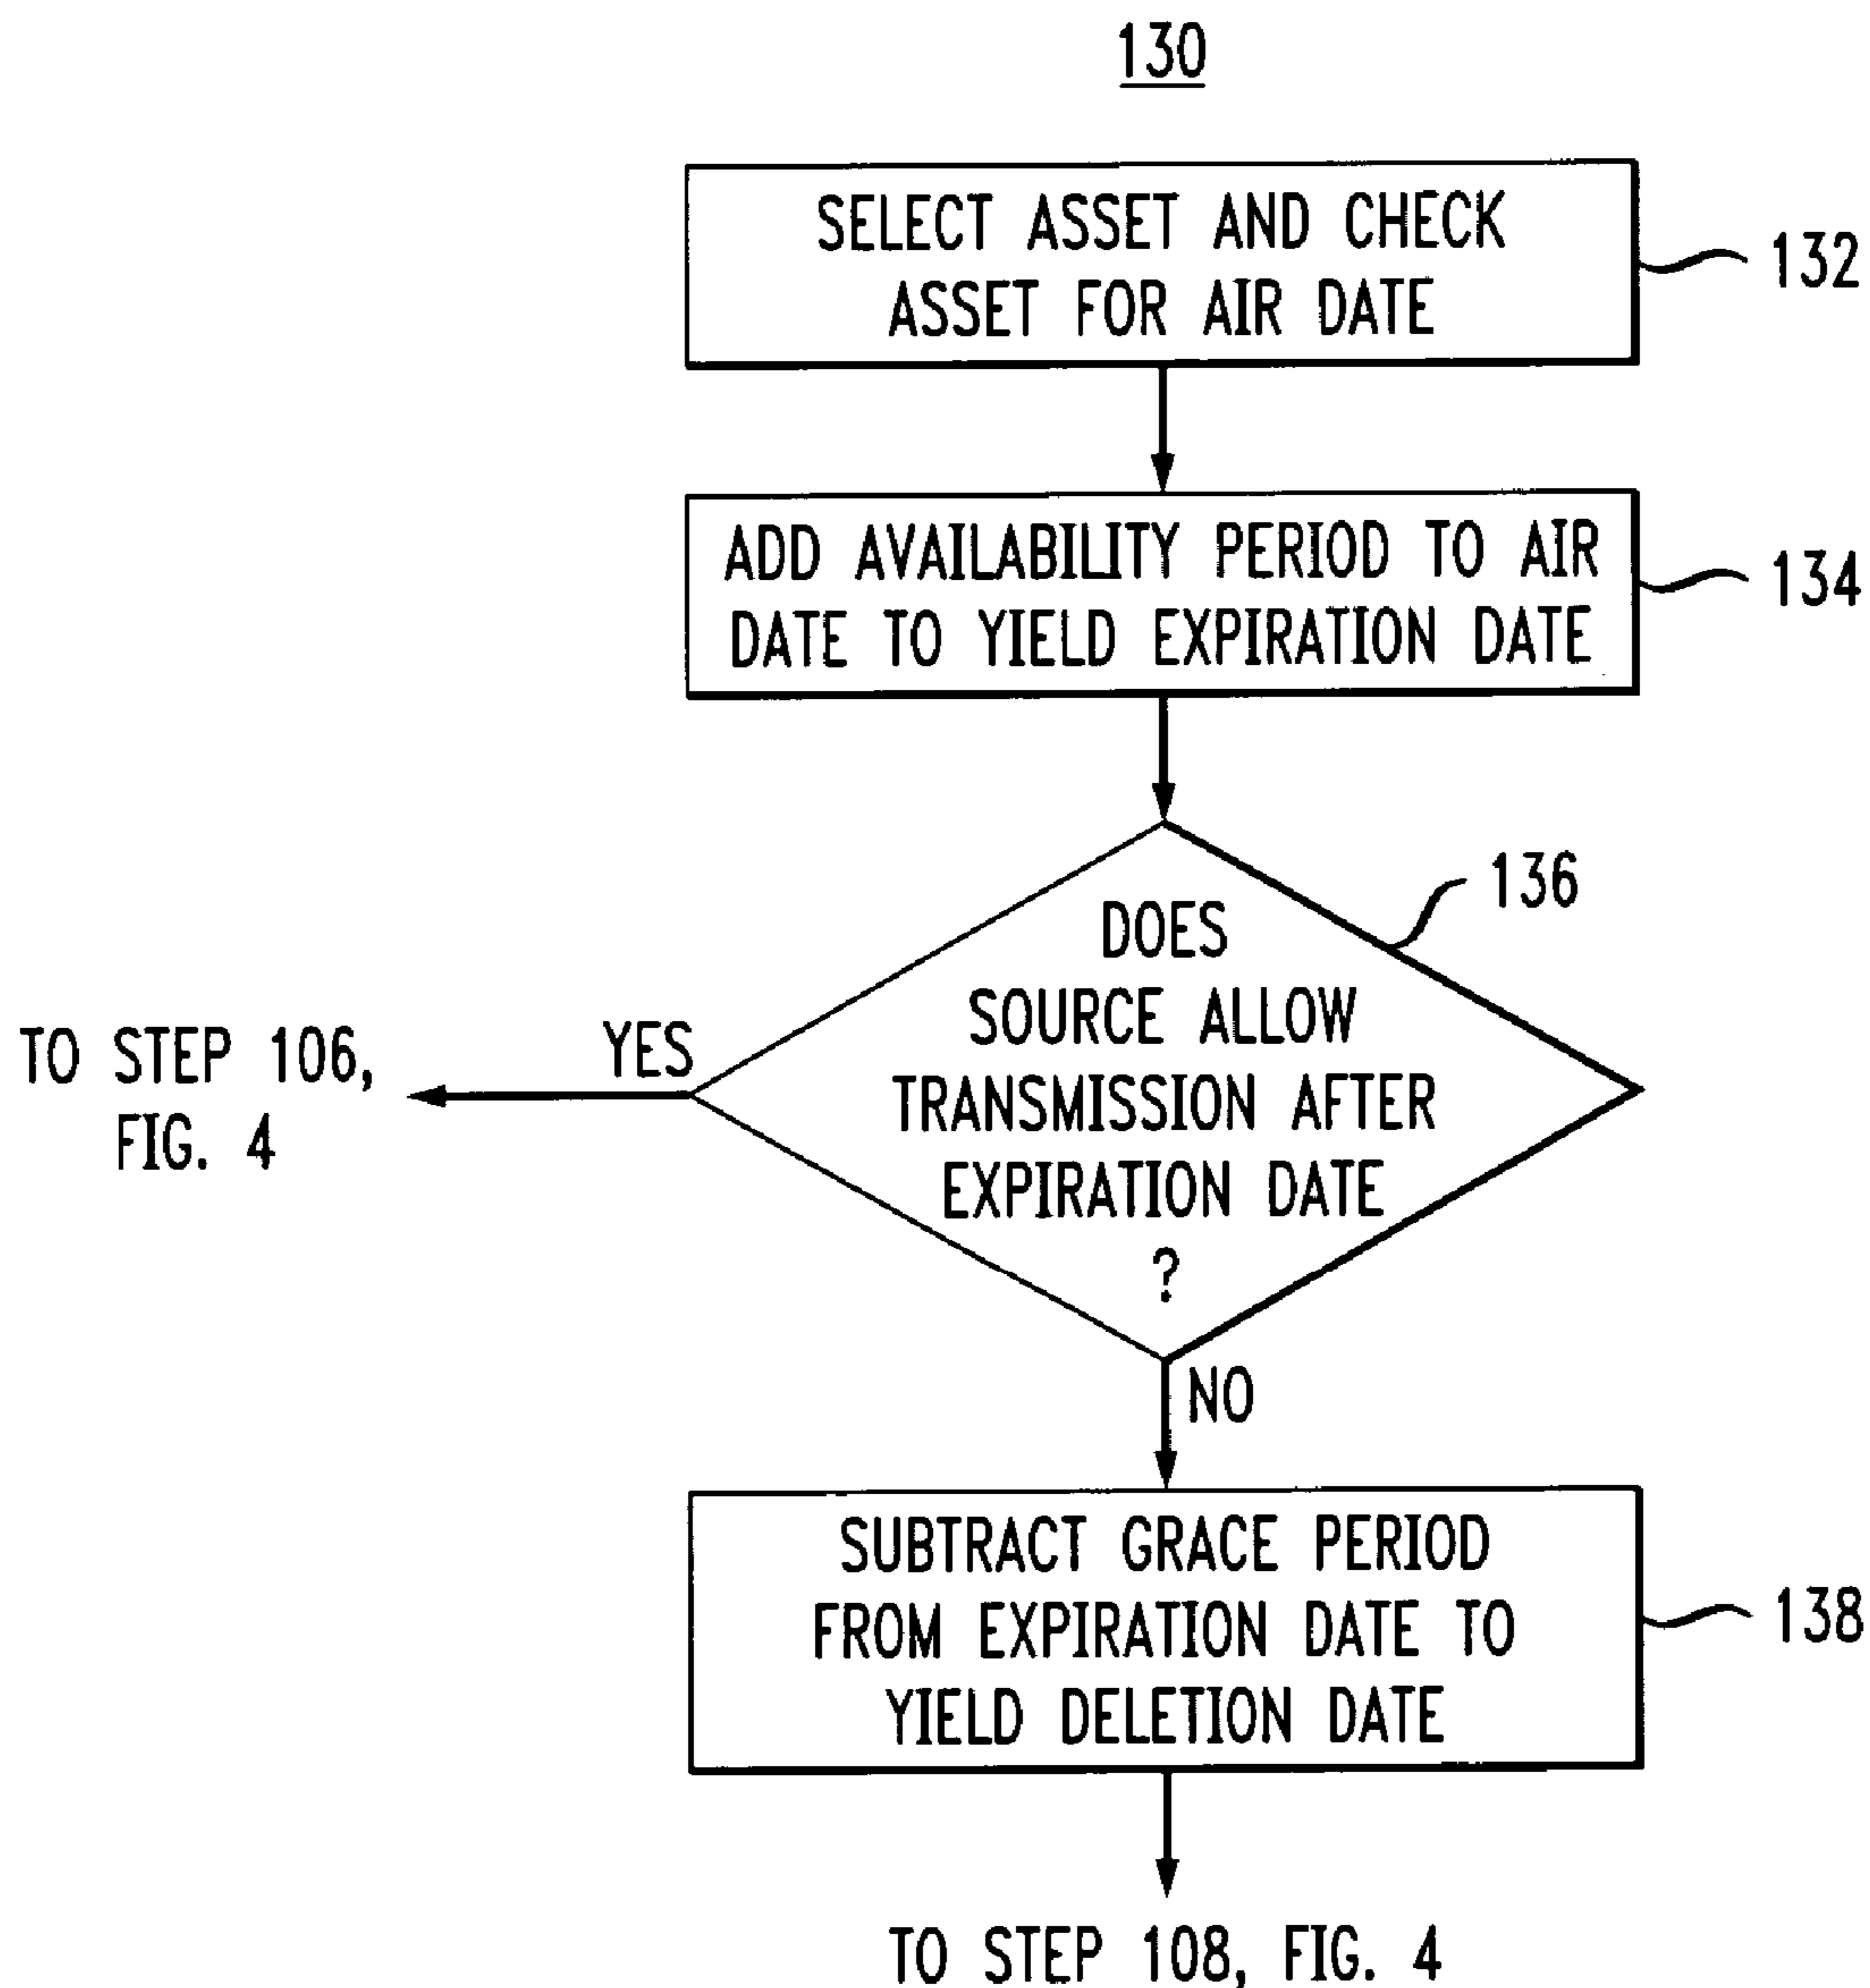 130
SELECT ASSET AND CHECK
ASSET FOR AIR DATE
132
ADD AVAILABILITY PERIOD TO AIR
DATE TO YIELD EXPIRATION DATE
134
DOES
SOURCE ALLOW
TRANSMISSION AFTER
EXPIRATION DATE
?
136
YES
TO STEP 106,
FIG. 4
NO
SUBTRACT GRACE PERIOD
FROM EXPIRATION DATE TO
YIELD DELETION DATE
138
TO STEP 108, FIG. 4